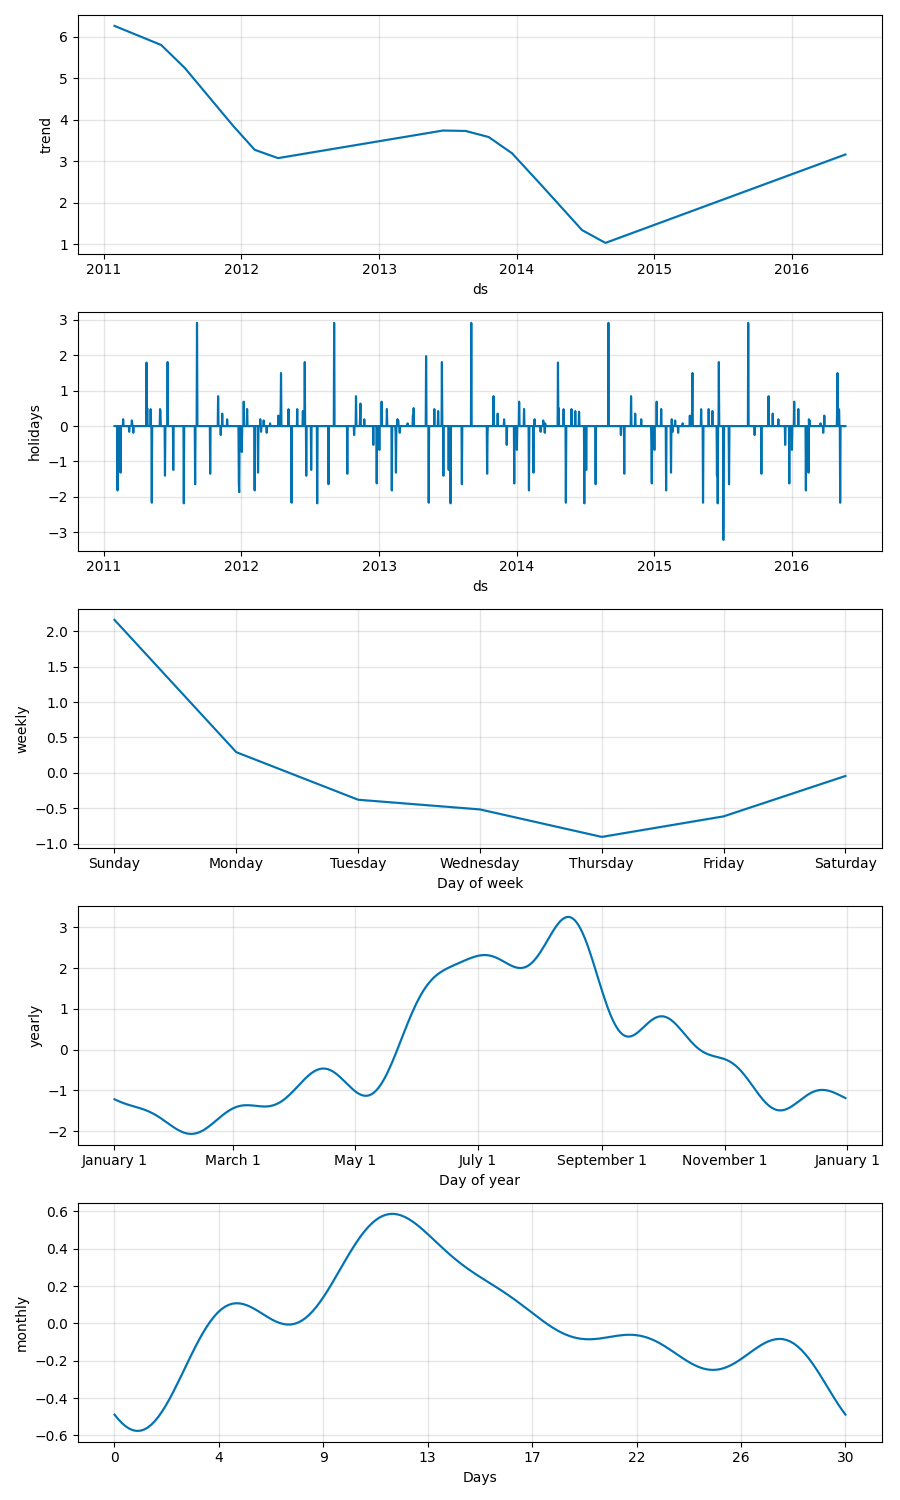 6
5
4
3
2
1
trend
2011 2012 2013 2014 2015 2016
ds
3
2
1
0
−1
−2
−3
holidays
2011 2012 2013 2014 2015 2016
ds
2.0
1.5
1.0
0.5
0.0
−0.5
−1.0
weekly
Sunday Monday Tuesday Wednesday Thursday Friday Saturday
Day of week
3
2
1
0
−1
−2
yearly
January 1 March 1 May 1 July 1 September 1 November 1 January 1
Day of year
0.6
0.4
0.2
0.0
−0.2
−0.4
−0.6
monthly
0 4 9 13 17 22 26 30
Days